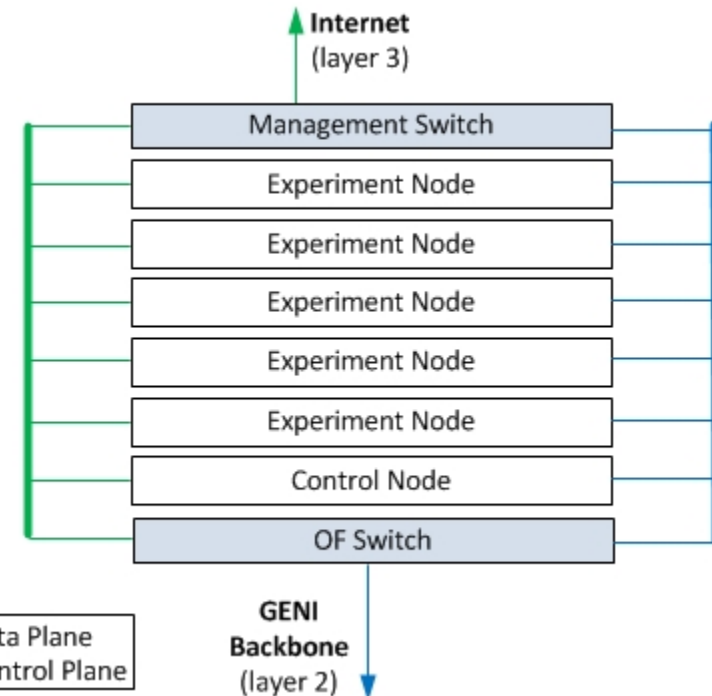 Internet
(layer 3)
Management Switch
Experiment Node
Experiment Node
Experiment Node
Experiment Node
Experiment Node
Control Node
OF Switch
GENI
Backbone
(layer 2)
ta Plane
ntrol Plane